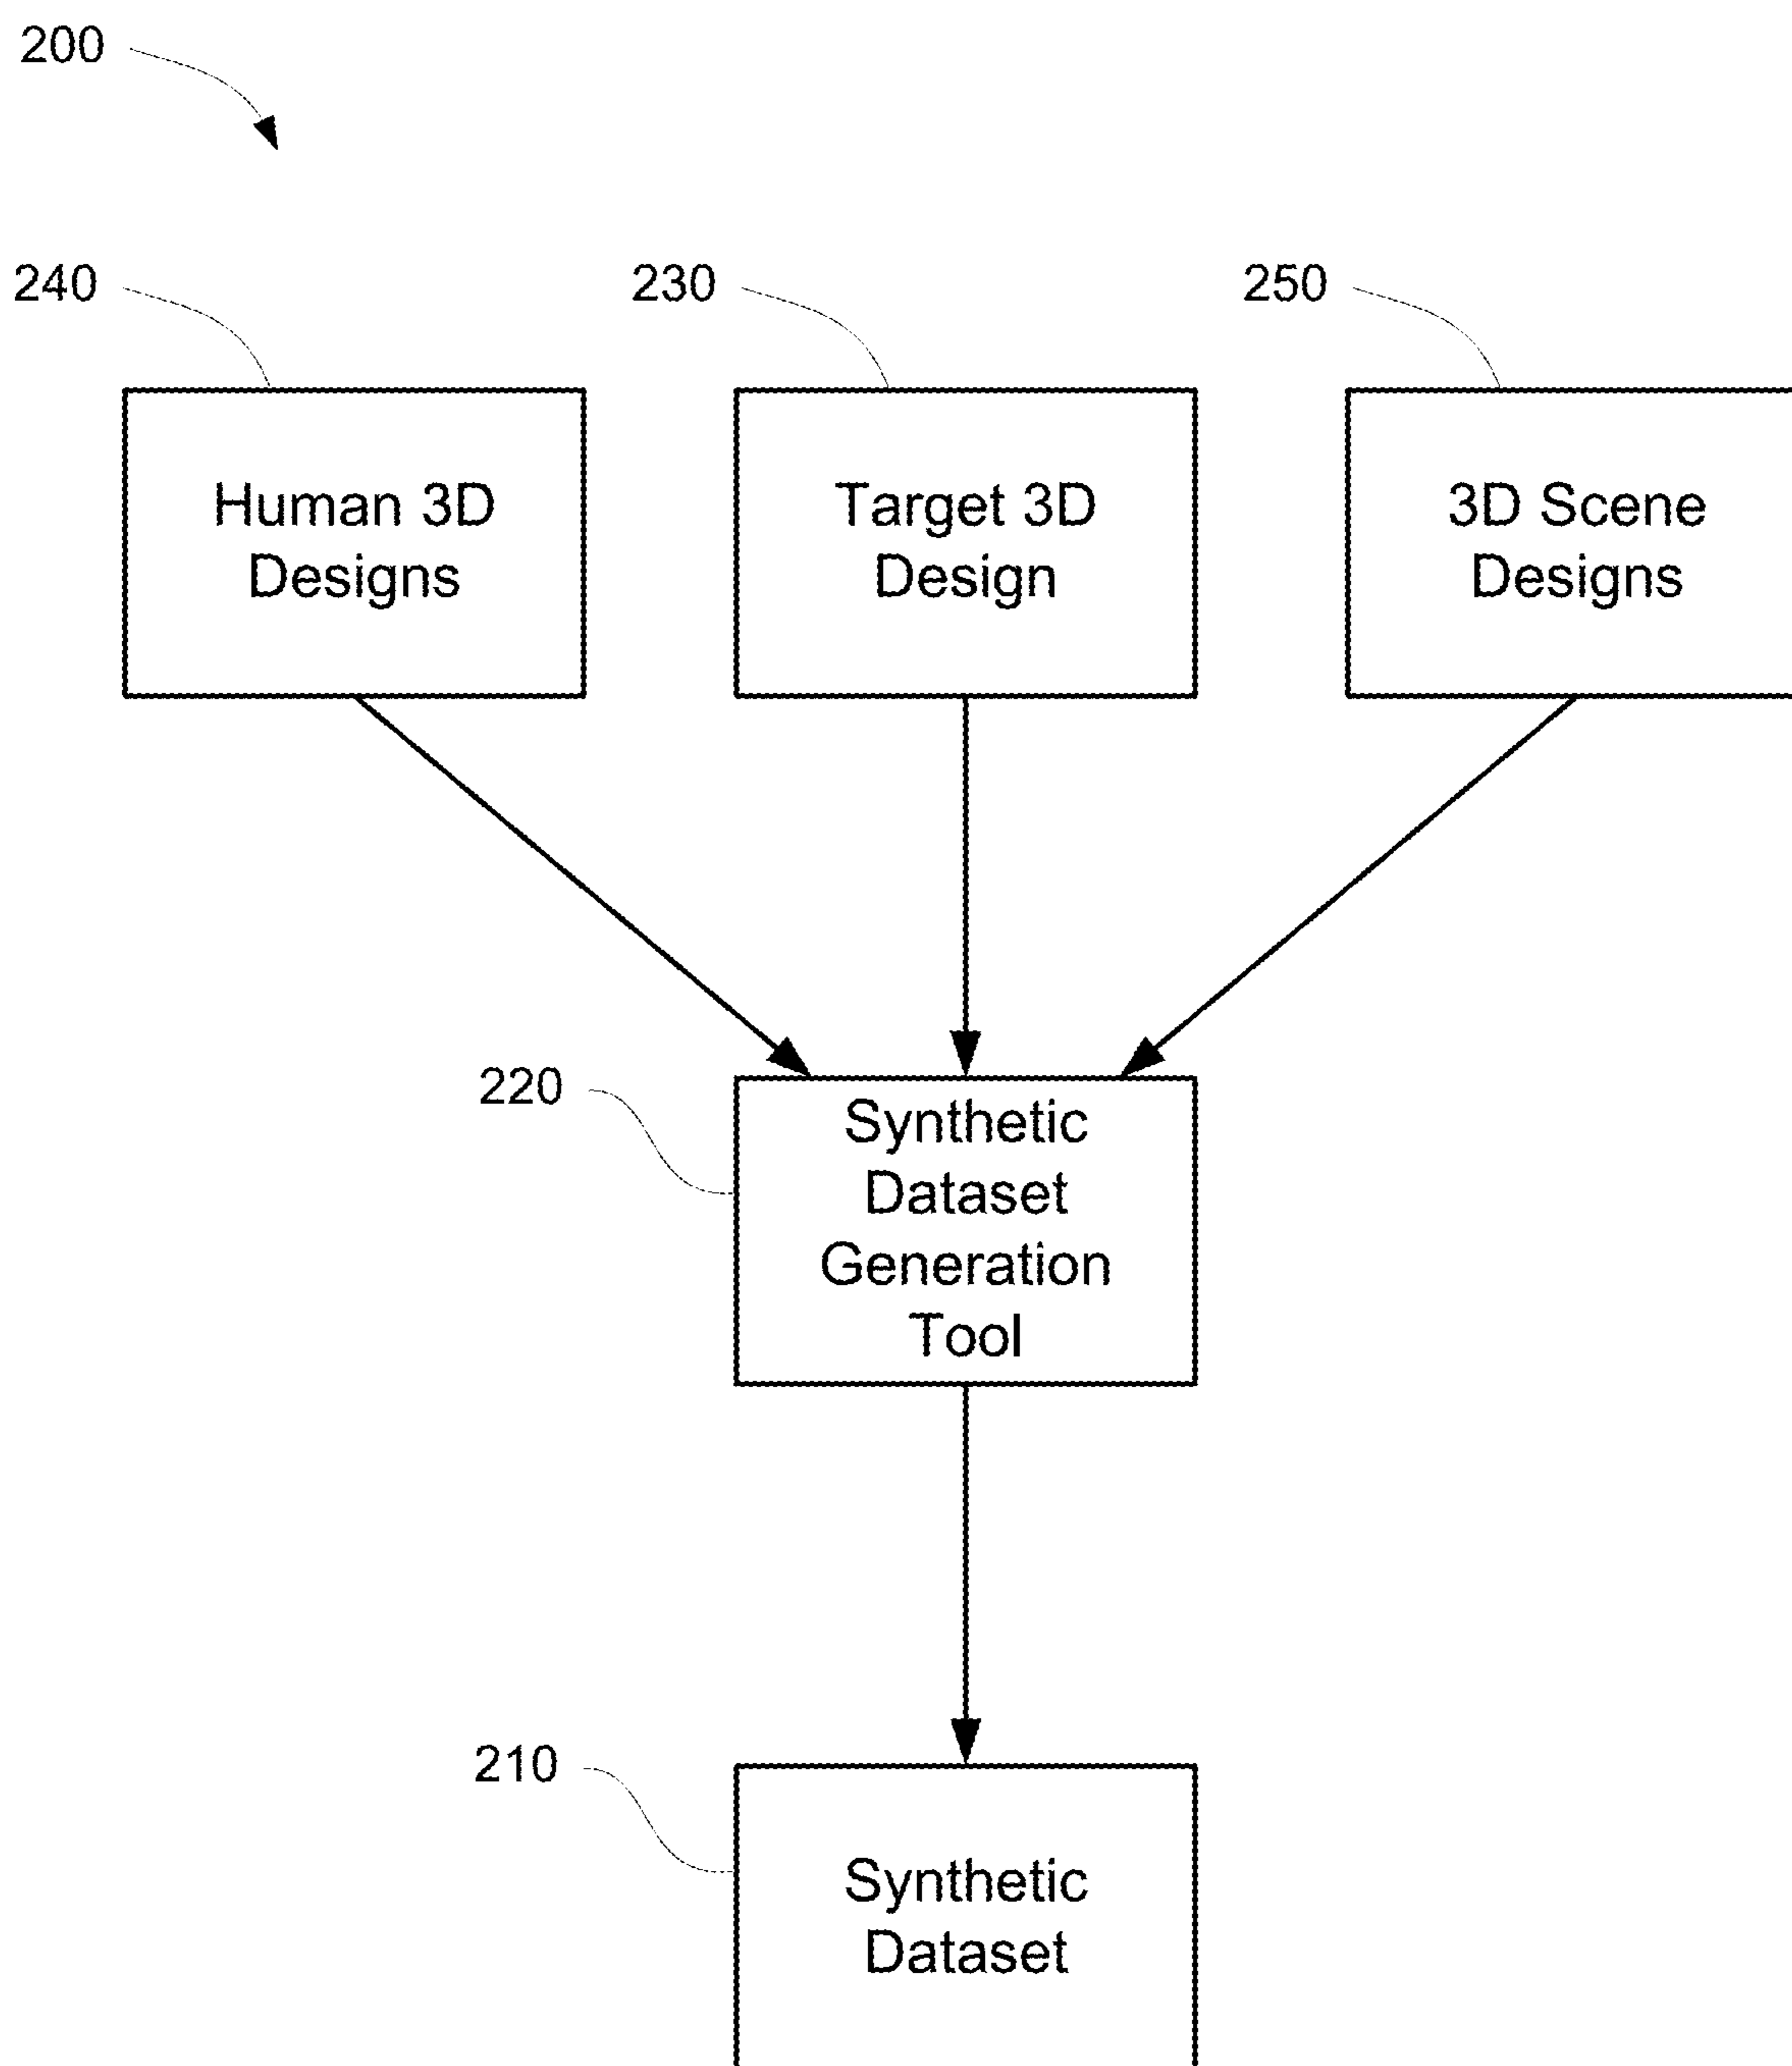 200
240
230
250
Human 3D
Designs
Target 3D
Design
3D Scene
Designs
220
Synthetic
Dataset
Generation
Tool
210
Synthetic
Dataset